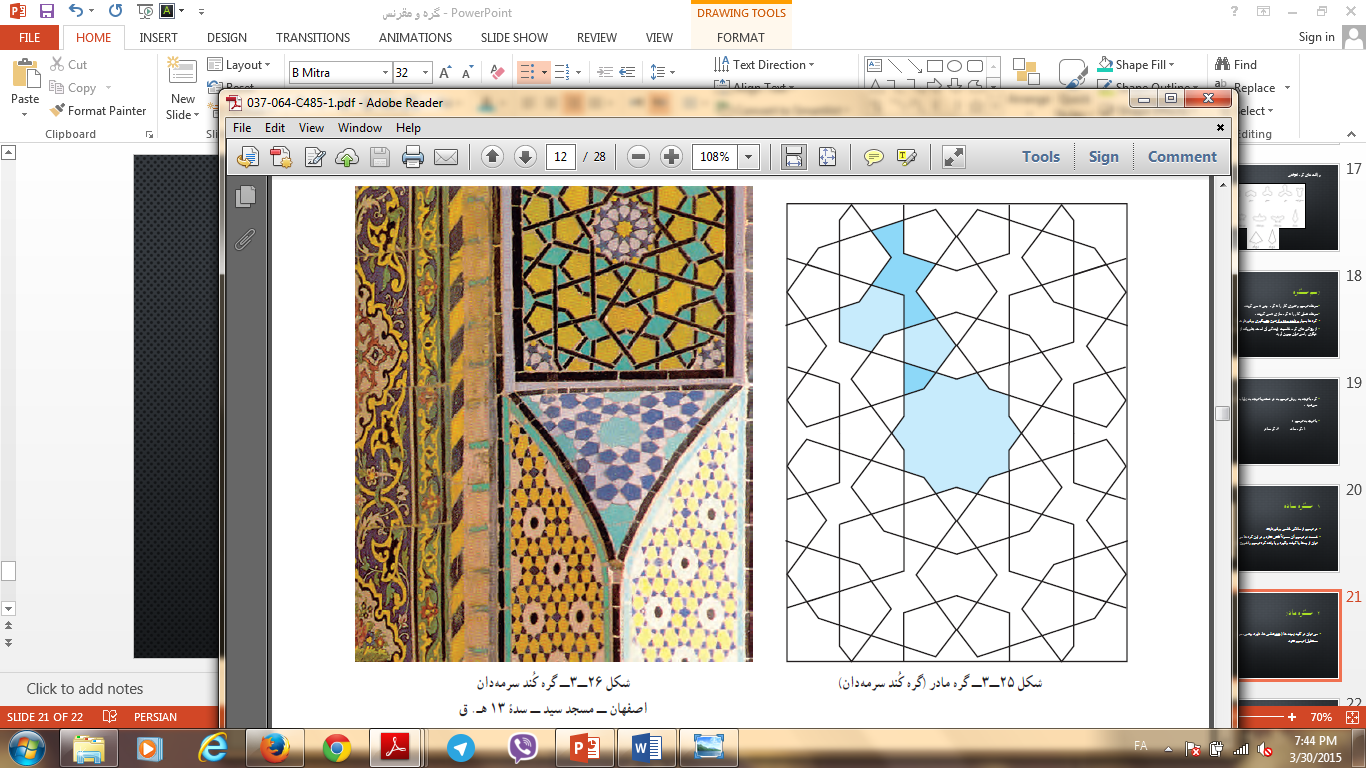 گره و مقرنس - PowerPoint
DRAWING TOOLS
FILE
HOME
INSERT
DESIGN
TRANSITIONS
ANIMATIONS
SLIDE SHOW
REVIEW
VIEW
FORMAT
Sign in
Paste
Cut
Copy
Format Painter
Clipboard
New
Slide
Layout
B Mitra
32
Text Direction
Shape Fill
Find
Replace
Select
Editing
037-064-C485-1.pdf - Adobe Reader
File Edit View Window Help
12 / 28
108%
Tools
Sign
Comment
شکل ۲۶ــ۳ــ گره کُند سرمه‌دان
اصفهان ــ مسجد سید ــ سدهٔ ۱۳ هـ. ق
شکل ۲۵ــ۳ــ گره مادر (گره کُند سرمه‌دان)
17
18
19
20
21
22
Click to add notes
SLIDE 21 OF 22
PERSIAN
70%
FA
7:44 PM
3/30/2015